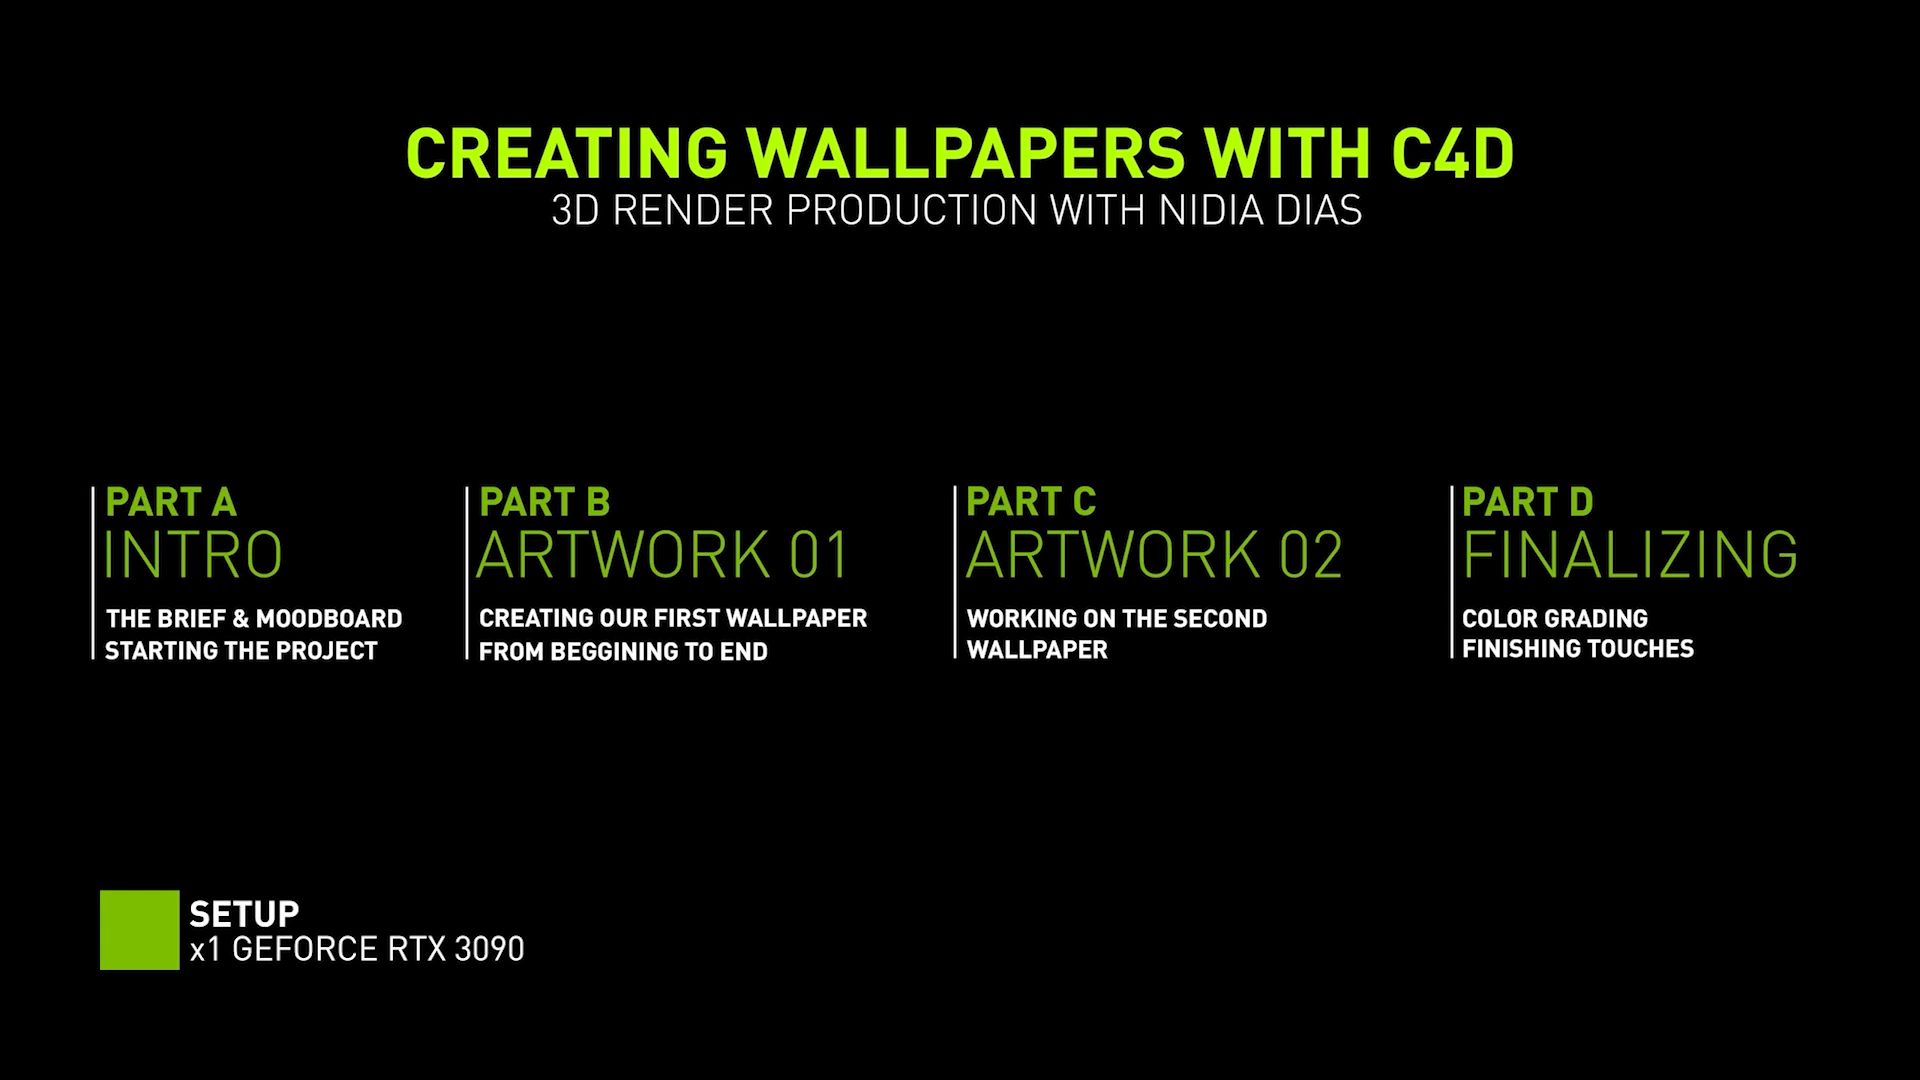 CREATING WALLPAPERS WITH C4D
3D RENDER PRODUCTION WITH NIDIA DIAS
PART A
INTRO
THE BRIEF & MOODBOARD
STARTING THE PROJECT
PART B
ARTWORK 01
CREATING OUR FIRST WALLPAPER
FROM BEGGINING TO END
PART C
ARTWORK 02
WORKING ON THE SECOND
WALLPAPER
PART D
FINALIZING
COLOR GRADING
FINISHING TOUCHES
SETUP
x1 GEFORCE RTX 3090